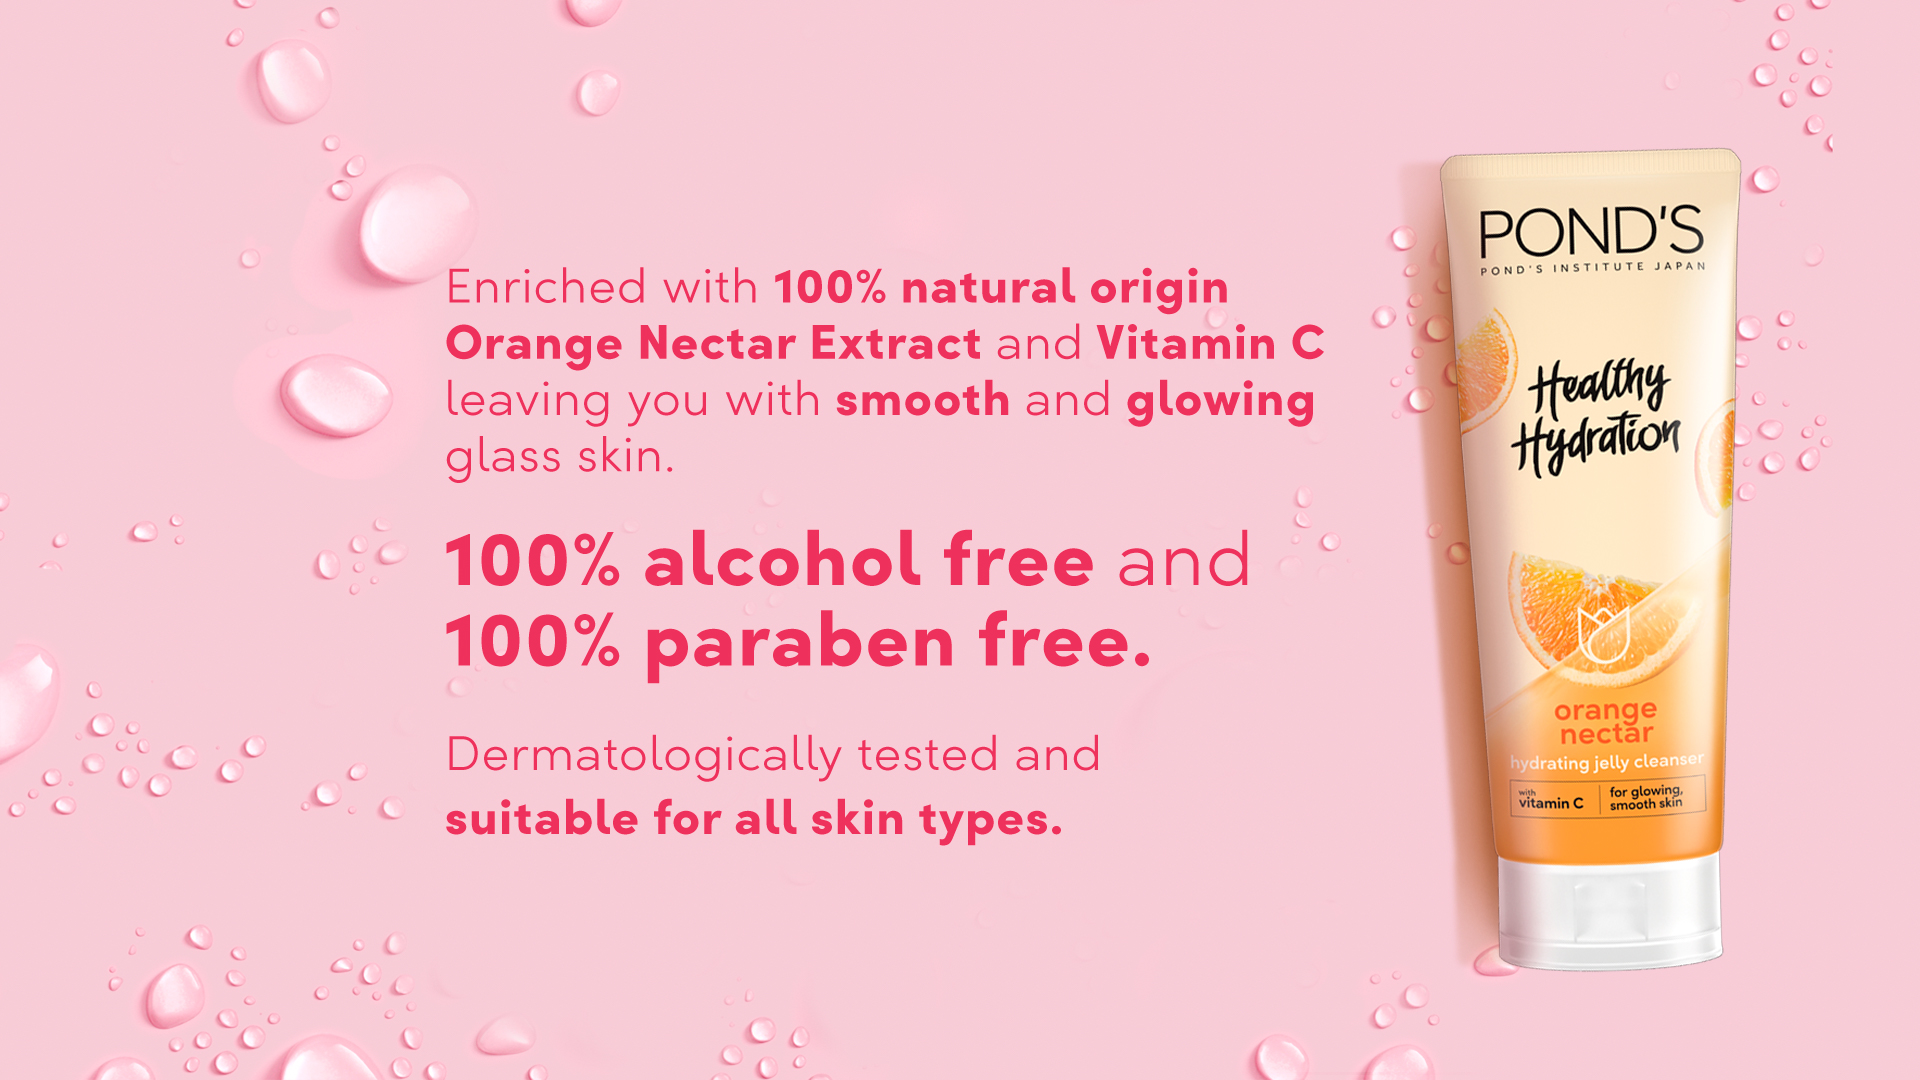 Enriched with 100% natural origin
Orange Nectar Extract and Vitamin C
leaving you with smooth and glowing
glass skin.
100% alcohol free and
100% paraben free.
Dermatologically tested and
suitable for all skin types.
POND'S
POND'S INSTITUTE JAPAN
Healthy
Hydration
orange
nectar
hydrating jelly cleanser
with
vitamin C
for glowing,
smooth skin